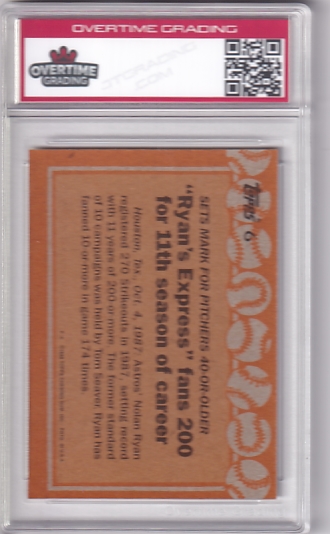 OVERTIME GRADING
OVERTIME
GRADING
OTGRADING
.COM
Topps 6
SETS MARK FOR PITCHERS 40-OR-OLDER
"Ryan's Express" fans 200
for 11th season of career
Houston, Tex., Oct. 4, 1987: Astros' Nolan Ryan
registered 270 Strikeouts in 1987, setting record
with 11 years of 200 or more. The former standard
of 10 campaigns was held by Tom Seaver. Ryan has
fanned 10 or more in game 174 times.